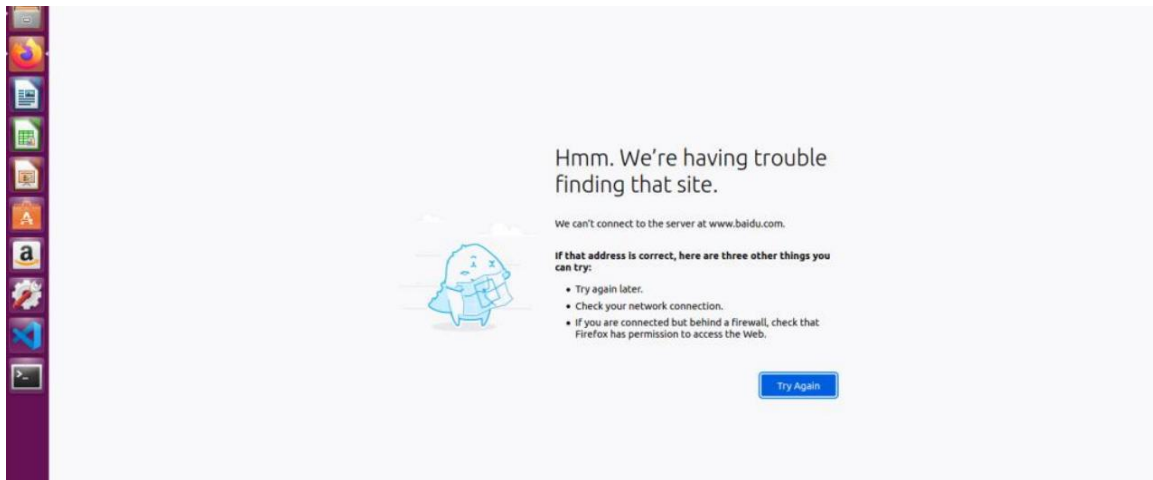 Hmm. We're having trouble
finding that site.
We can't connect to the server at www.baidu.com.
If that address is correct, here are three other things you
can try:
• Try again later.
• Check your network connection.
• If you are connected but behind a firewall, check that
Firefox has permission to access the Web.
Try Again